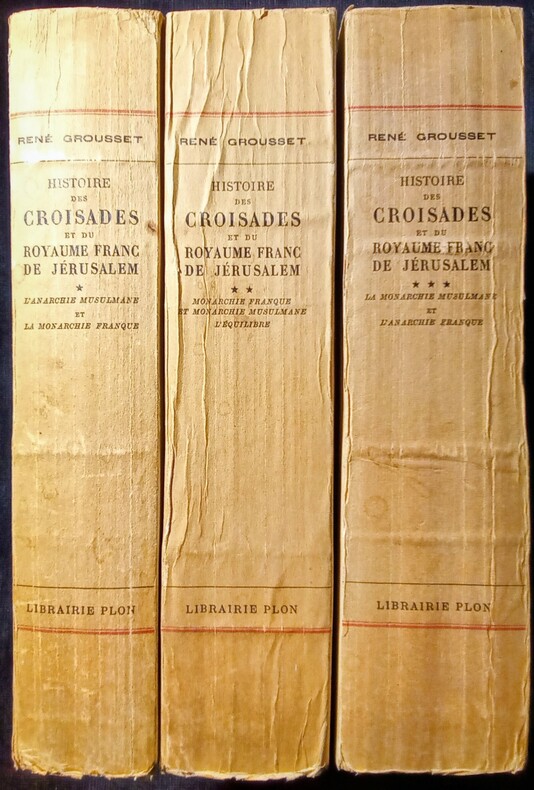 RENÉ GROUSSET
HISTOIRE
DES
CROISADES
ET DU
ROYAUME FRANC
DE JÉRUSALEM
★
L'ANARCHIE MUSULMANE
ET
LA MONARCHIE FRANQUE
LIBRAIRIE PLON
RENÉ GROUSSET
HISTOIRE
DES
CROISADES
ET DU
ROYAUME FRANC
DE JÉRUSALEM
★ ★
MONARCHIE FRANQUE
ET MONARCHIE MUSULMANE
L'ÉQUILIBRE
LIBRAIRIE PLON
RENÉ GROUSSET
HISTOIRE
DES
CROISADES
ET DU
ROYAUME FRANC
DE JÉRUSALEM
★ ★ ★
LA MONARCHIE MUSULMANE
ET
L'ANARCHIE FRANQUE
LIBRAIRIE PLON